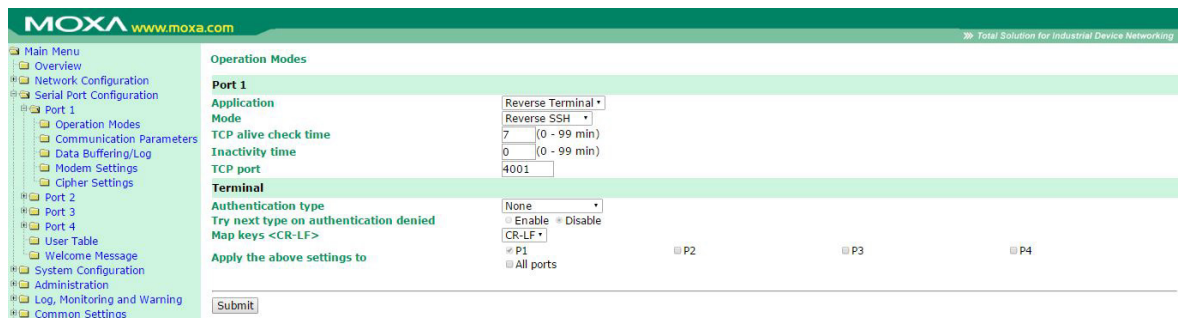 MOXA www.moxa.com
Total Solution for Industrial Device Networking
Main Menu
Overview
Network Configuration
Serial Port Configuration
Port 1
Operation Modes
Communication Parameters
Data Buffering/Log
Modem Settings
Cipher Settings
Port 2
Port 3
Port 4
User Table
Welcome Message
System Configuration
Administration
Log, Monitoring and Warning
Common Settings
Operation Modes
Port 1
Application Reverse Terminal
Mode Reverse SSH
TCP alive check time 7 (0 - 99 min)
Inactivity time 0 (0 - 99 min)
TCP port 4001
Terminal
Authentication type None
Try next type on authentication denied Enable Disable
Map keys <CR-LF> CR-LF
Apply the above settings to P1 P2 P3 P4
All ports
Submit